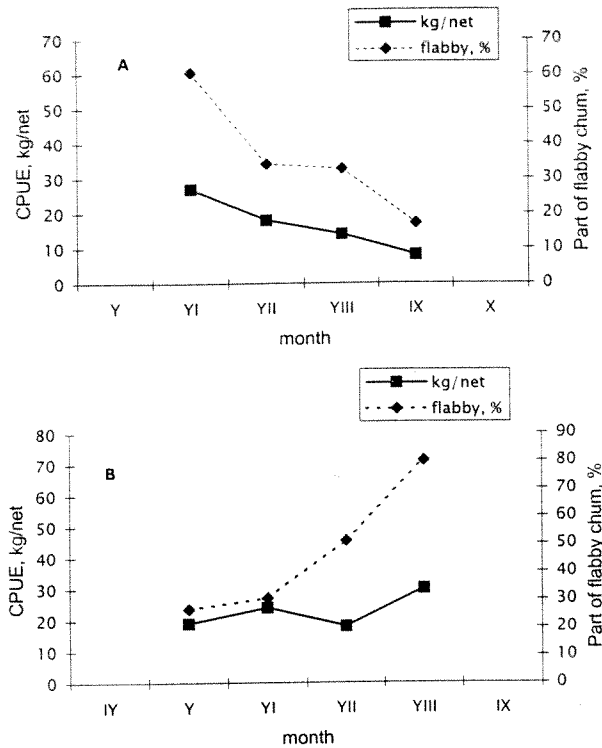 kg/net
flabby, %
A
70
60
50
40
30
20
10
0
CPUE, kg/net
70
60
50
40
30
20
10
0
Part of flabby chum, %
Y YI YII YIII IX X
month
kg/net
flabby, %
B
80
70
60
50
40
30
20
10
0
CPUE, kg/net
90
80
70
60
50
40
30
20
10
0
Part of flabby chum, %
IY Y YI YII YIII IX
month